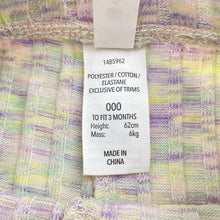 1485962
POLYESTER / COTTON /
ELASTANE
EXCLUSIVE OF TRIMS
000
TO FIT 3 MONTHS
Height: 62cm
Mass: 6kg
MADE IN
CHINA